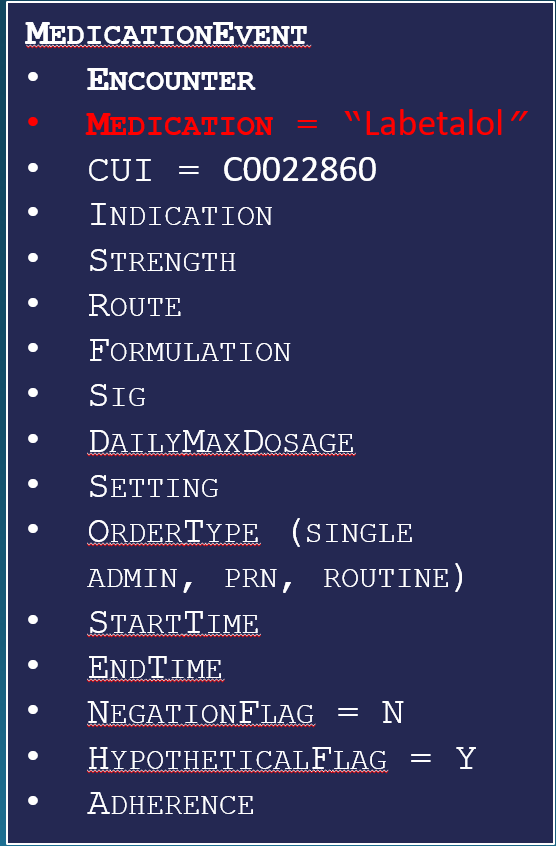 MEDICATIONEVENT
• ENCOUNTER
• MEDICATION = "Labetalol"
• CUI = C0022860
• INDICATION
• STRENGTH
• ROUTE
• FORMULATION
• SIG
• DAILYMAXDOSAGE
• SETTING
• ORDERTYPE (SINGLE
ADMIN, PRN, ROUTINE)
• STARTTIME
• ENDTIME
• NEGATIONFLAG = N
• HYPOTHETICALFLAG = Y
• ADHERENCE